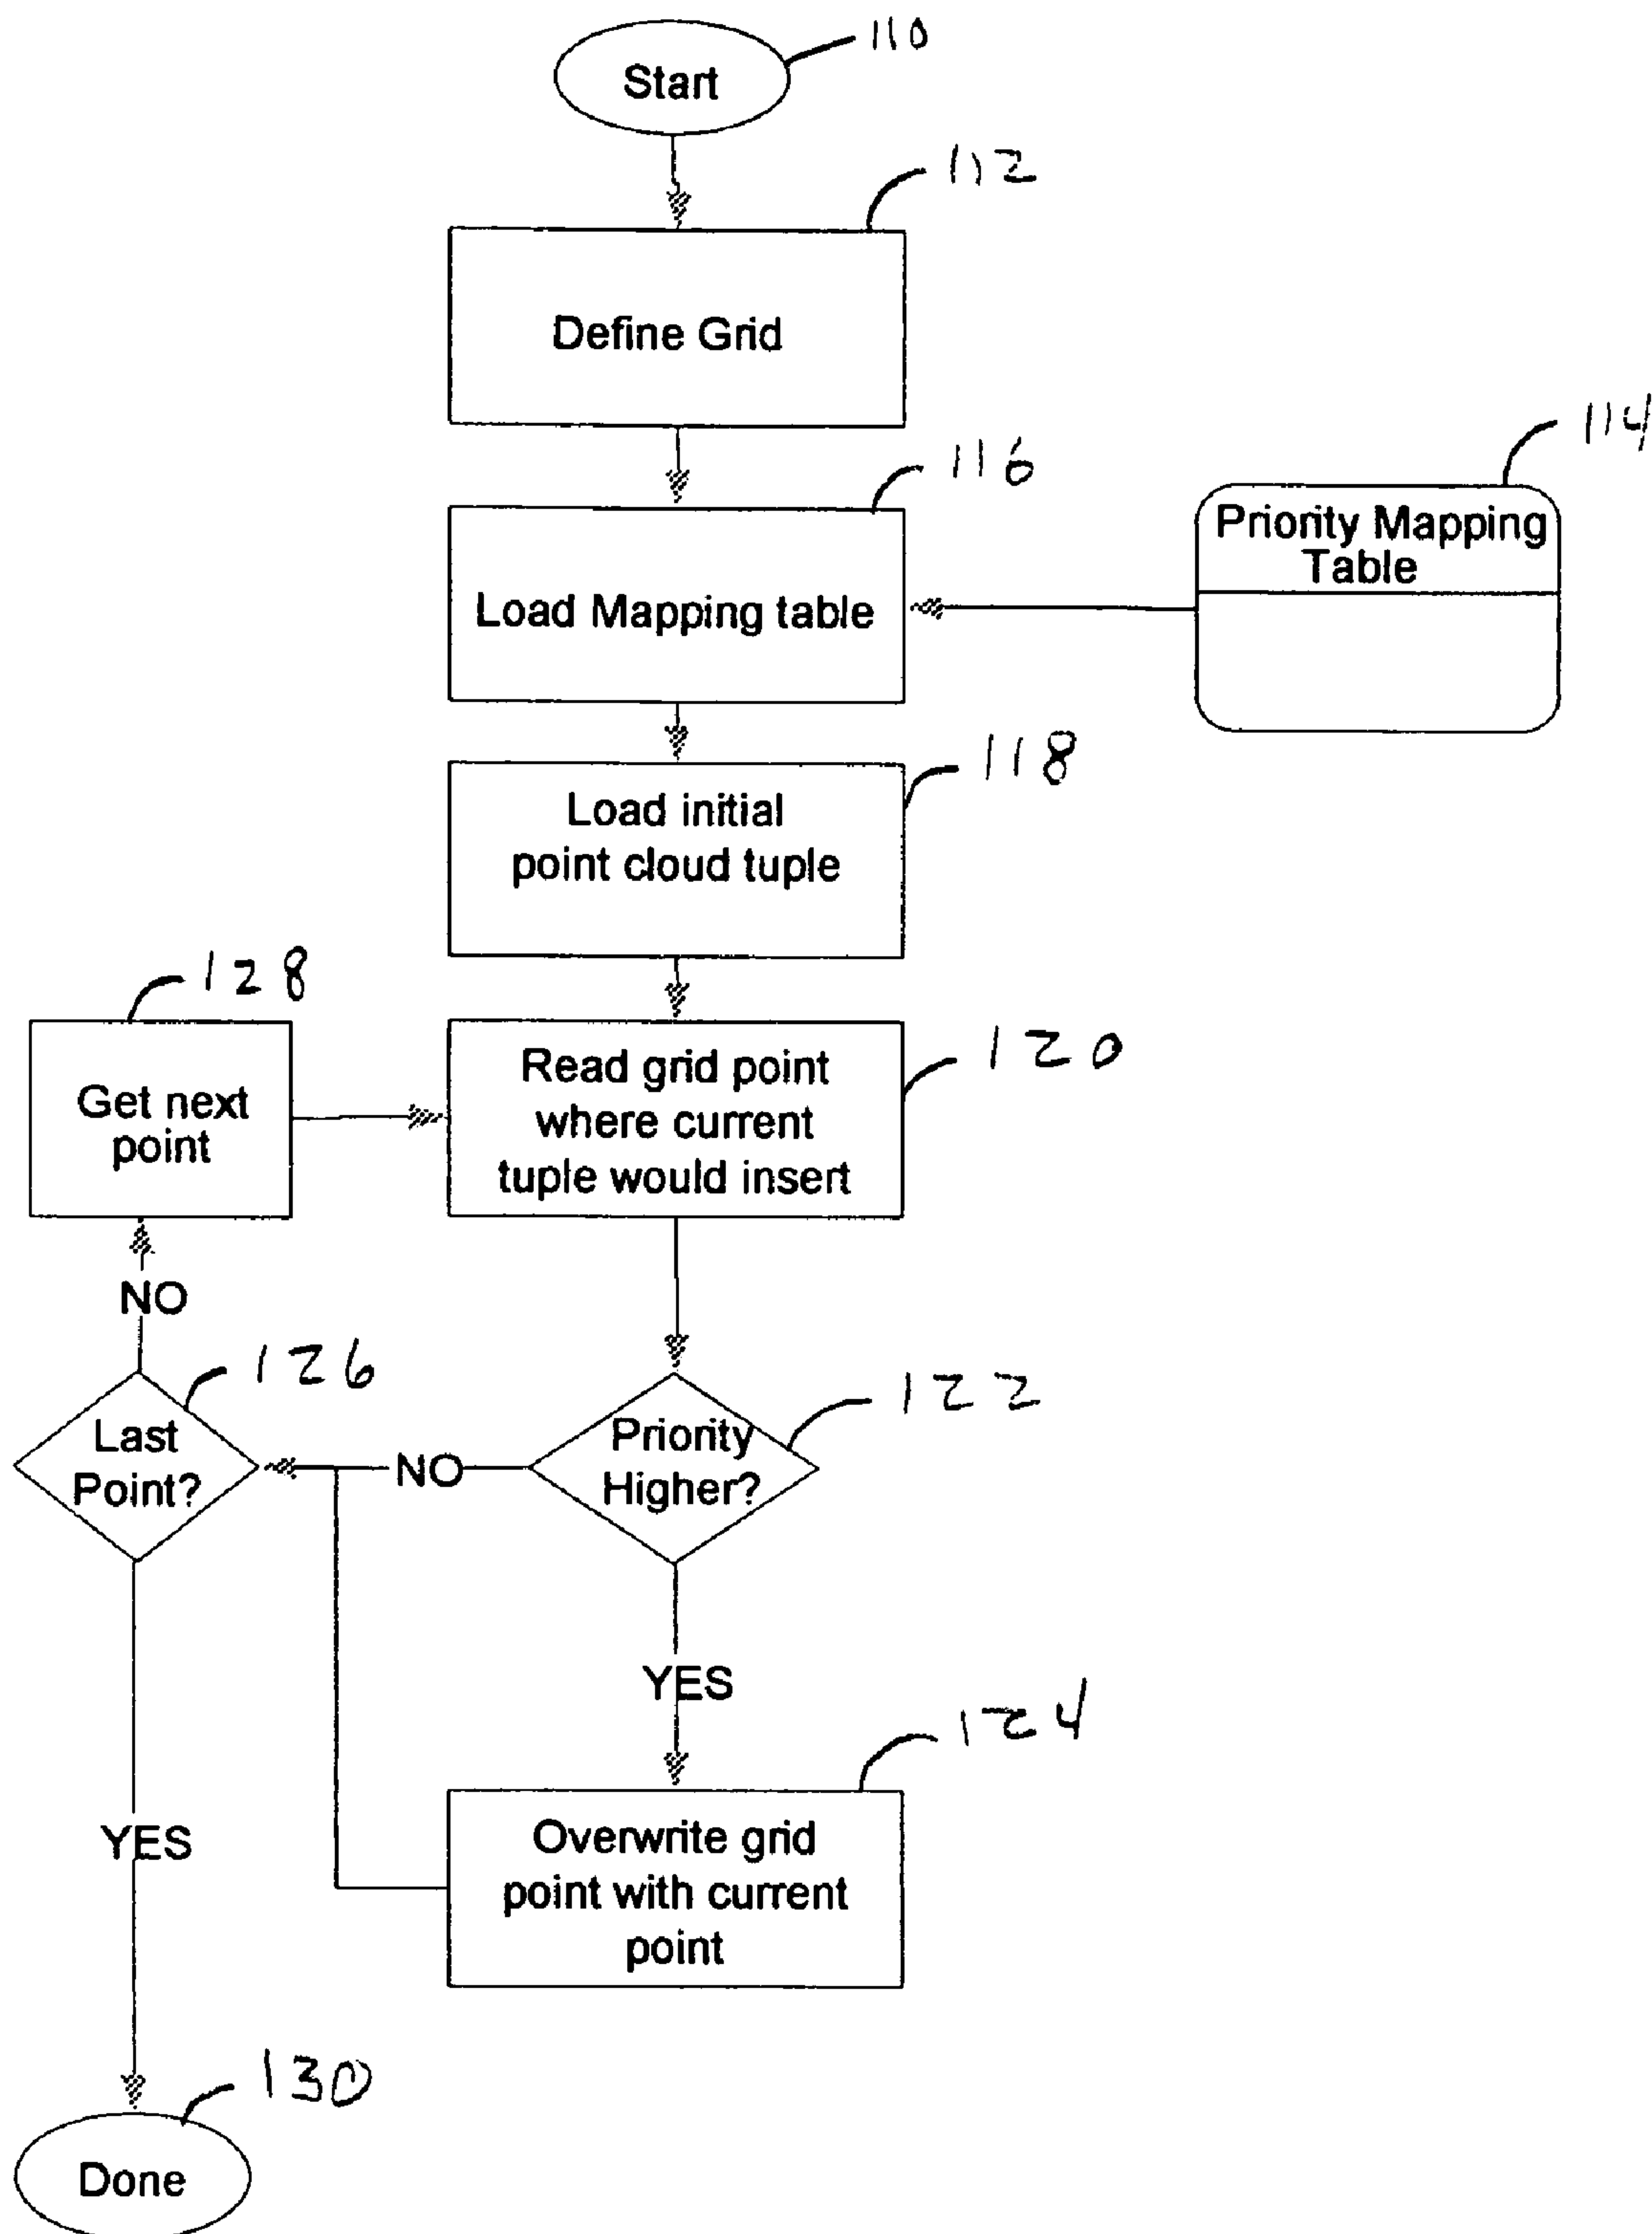 Start
110
112
Define Grid
116
114
Priority Mapping
Table
Load Mapping table
118
Load initial
point cloud tuple
128
120
Get next
point
Read grid point
where current
tuple would insert
NO
126
122
Last
Point?
NO
Priority
Higher?
YES
124
YES
Overwrite grid
point with current
point
130
Done